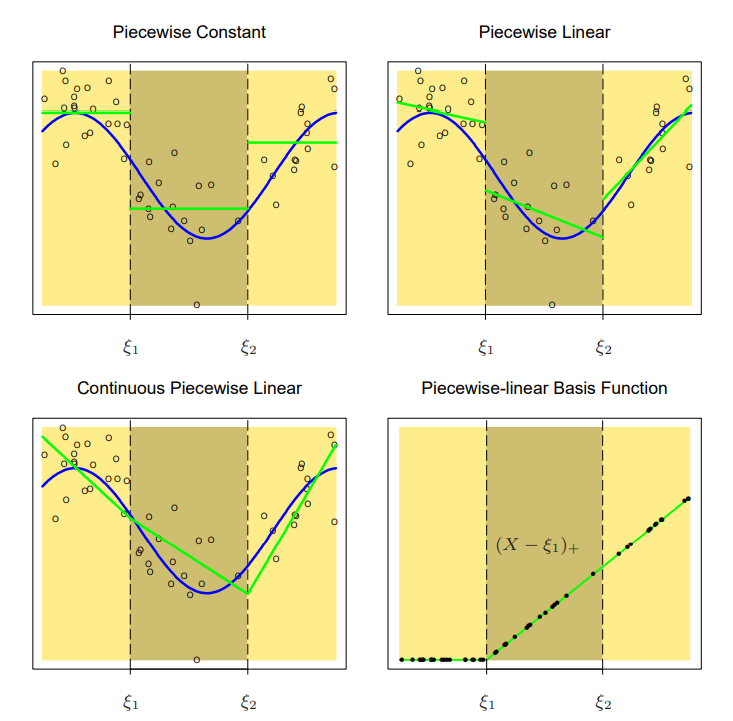 Piecewise Constant
Piecewise Linear
ξ1 ξ2
ξ1 ξ2
Continuous Piecewise Linear
Piecewise-linear Basis Function
(X − ξ1)+
ξ1 ξ2
ξ1 ξ2